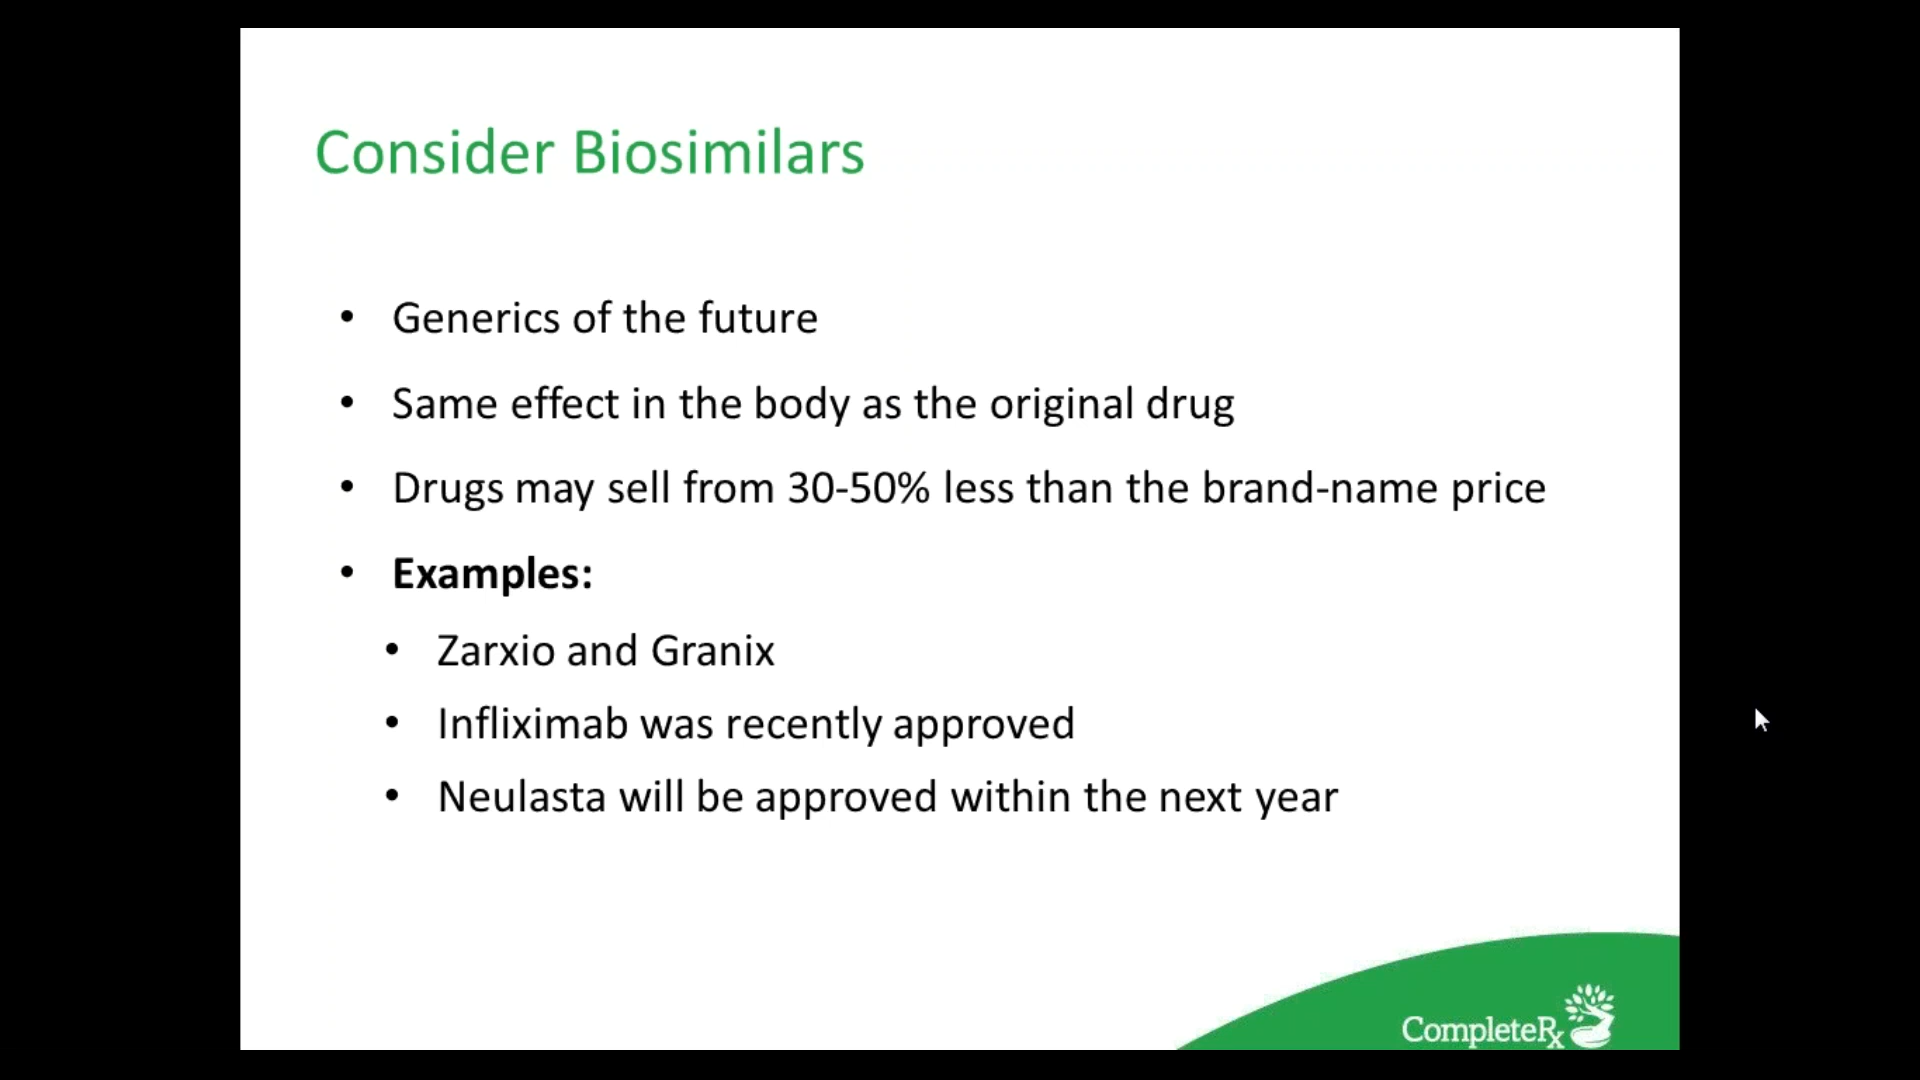 Consider Biosimilars
• Generics of the future
• Same effect in the body as the original drug
• Drugs may sell from 30-50% less than the brand-name price
• Examples:
• Zarxio and Granix
• Infliximab was recently approved
• Neulasta will be approved within the next year
CompleteRx